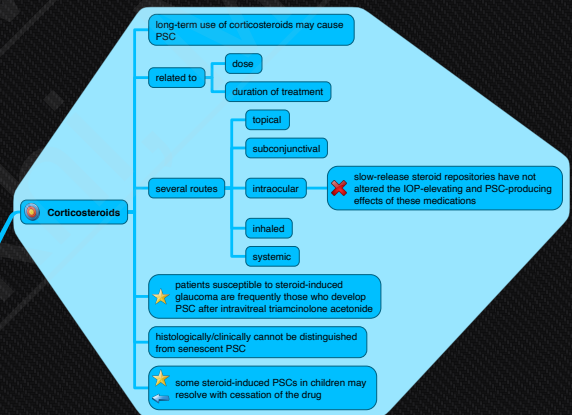 long-term use of corticosteroids may cause
PSC
dose
related to
duration of treatment
topical
subconjunctival
several routes
intraocular
slow-release steroid repositories have not
altered the IOP-elevating and PSC-producing
effects of these medications
inhaled
systemic
Corticosteroids
patients susceptible to steroid-induced
glaucoma are frequently those who develop
PSC after intravitreal triamcinolone acetonide
histologically/clinically cannot be distinguished
from senescent PSC
some steroid-induced PSCs in children may
resolve with cessation of the drug